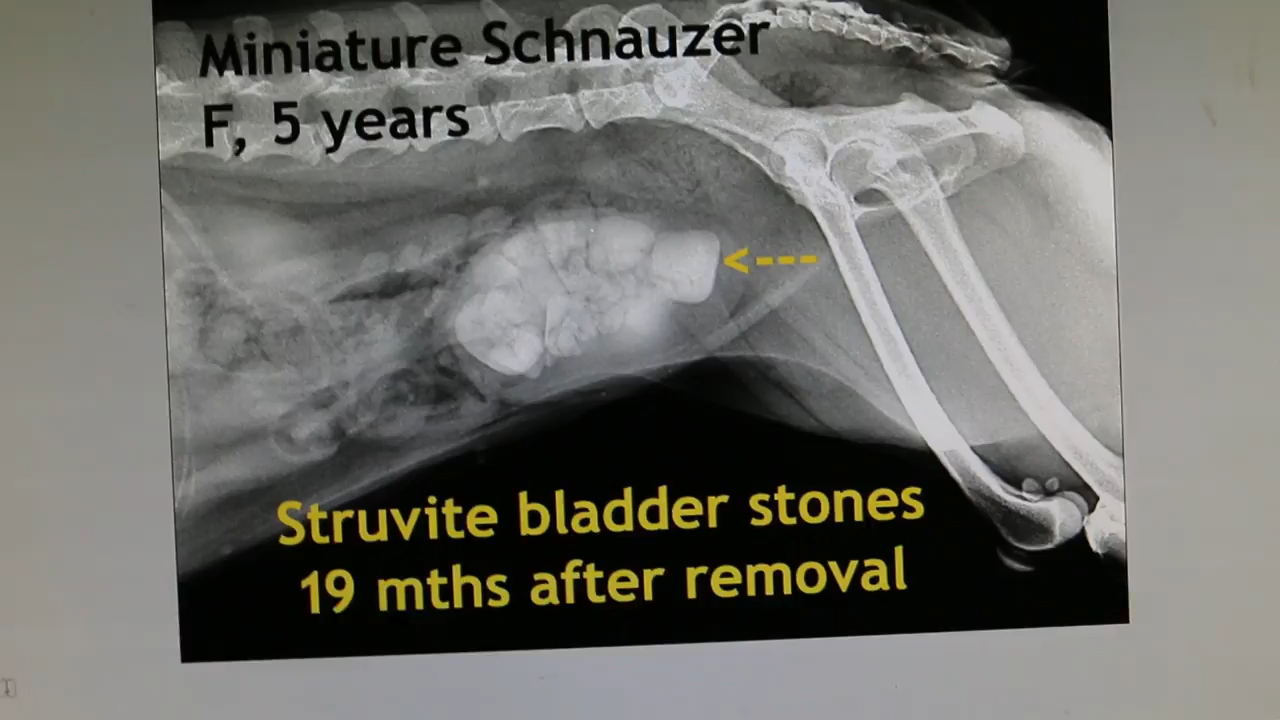 Miniature Schnauzer
F, 5 years
<---
Struvite bladder stones
19 mths after removal